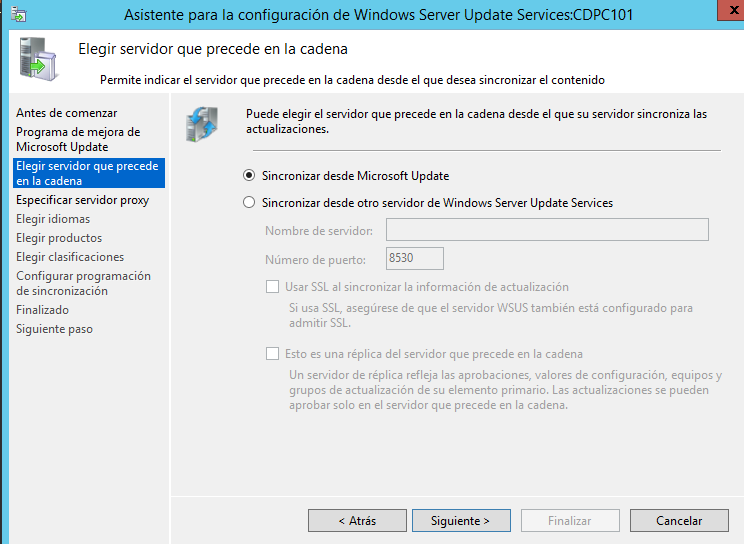 Asistente para la configuración de Windows Server Update Services:CDPC101
x
Elegir servidor que precede en la cadena
Permite indicar el servidor que precede en la cadena desde el que desea sincronizar el contenido
Antes de comenzar
Programa de mejora de
Microsoft Update
Elegir servidor que precede
en la cadena
Especificar servidor proxy
Elegir idiomas
Elegir productos
Elegir clasificaciones
Configurar programación
de sincronización
Finalizado
Siguiente paso
Puede elegir el servidor que precede en la cadena desde el que su servidor sincroniza las
actualizaciones.
Sincronizar desde Microsoft Update
Sincronizar desde otro servidor de Windows Server Update Services
Nombre de servidor:
Número de puerto: 8530
Usar SSL al sincronizar la información de actualización
Si usa SSL, asegúrese de que el servidor WSUS también está configurado para
admitir SSL.
Esto es una réplica del servidor que precede en la cadena
Un servidor de réplica refleja las aprobaciones, valores de configuración, equipos y
grupos de actualización de su elemento primario. Las actualizaciones se pueden
aprobar solo en el servidor que precede en la cadena.
< Atrás
Siguiente >
Finalizar
Cancelar